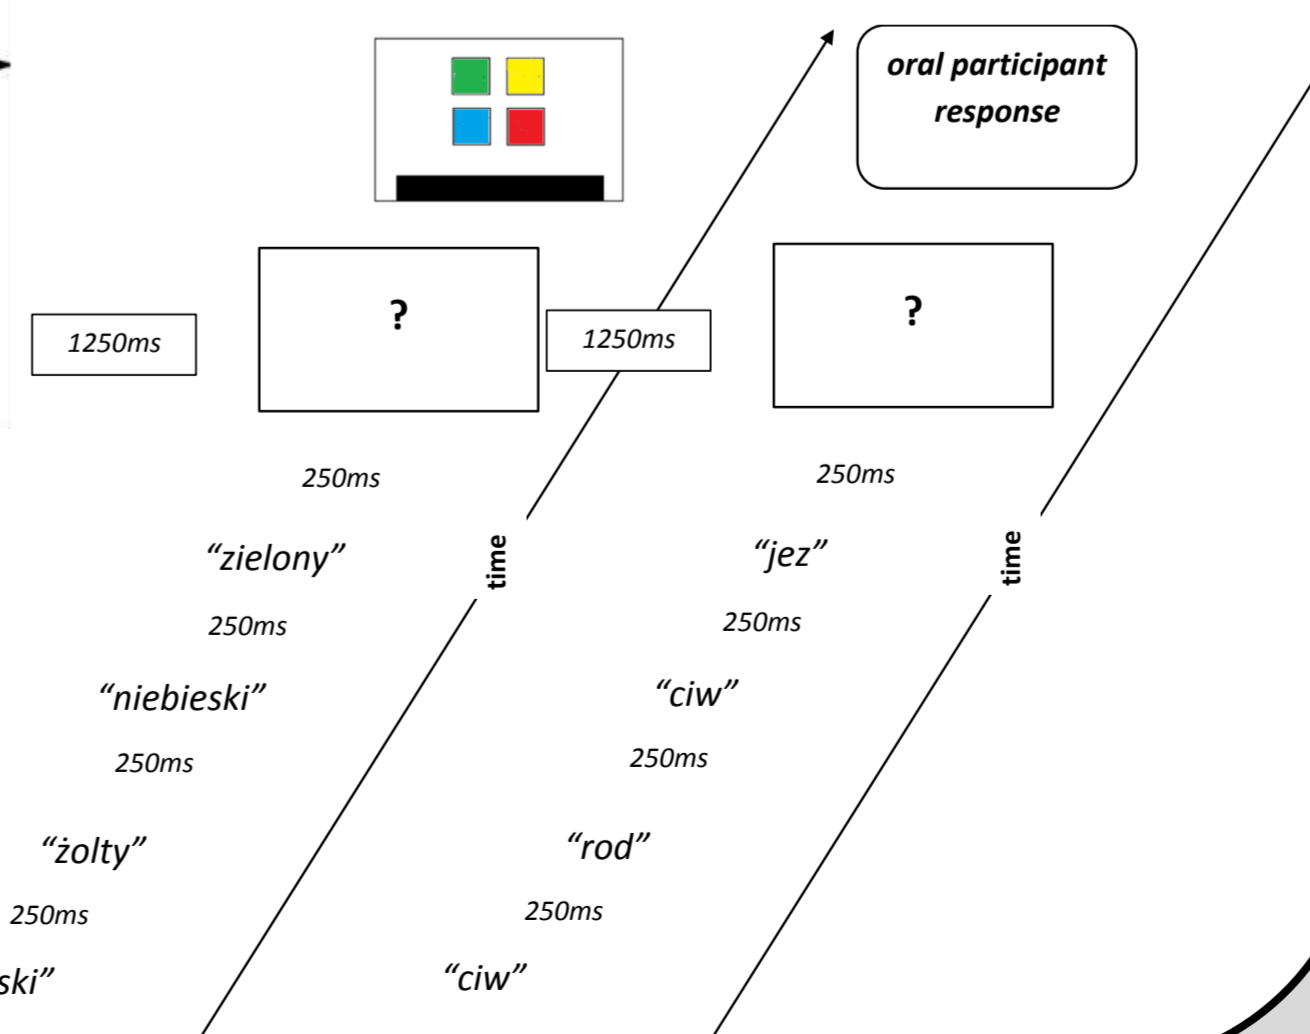 oral participant
response
?
?
1250ms
1250ms
250ms
250ms
“zielony”
time
“jez”
time
250ms
250ms
“niebieski”
“ciw”
250ms
250ms
“żolty”
“rod”
250ms
250ms
ski”
“ciw”